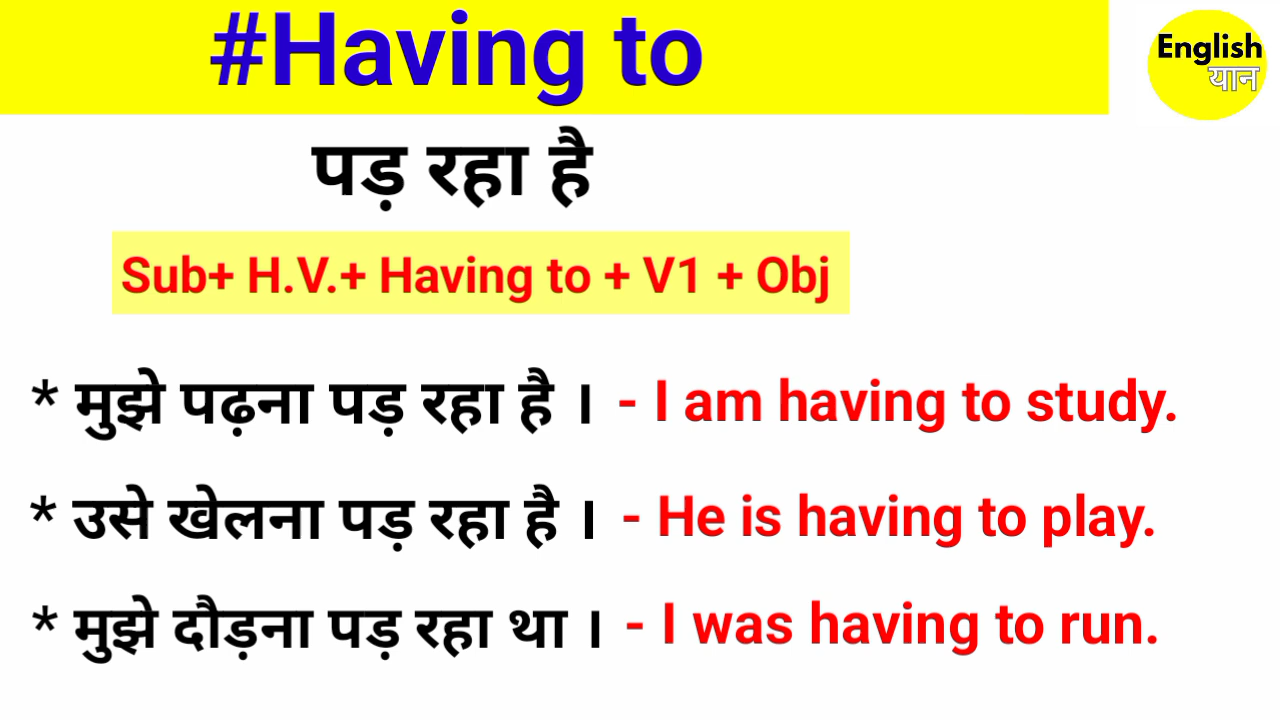 #Having to
English
यान
पड़ रहा है
Sub+ H.V.+ Having to + V1 + Obj
* मुझे पढ़ना पड़ रहा है । - I am having to study.
* उसे खेलना पड़ रहा है । - He is having to play.
* मुझे दौड़ना पड़ रहा था । - I was having to run.